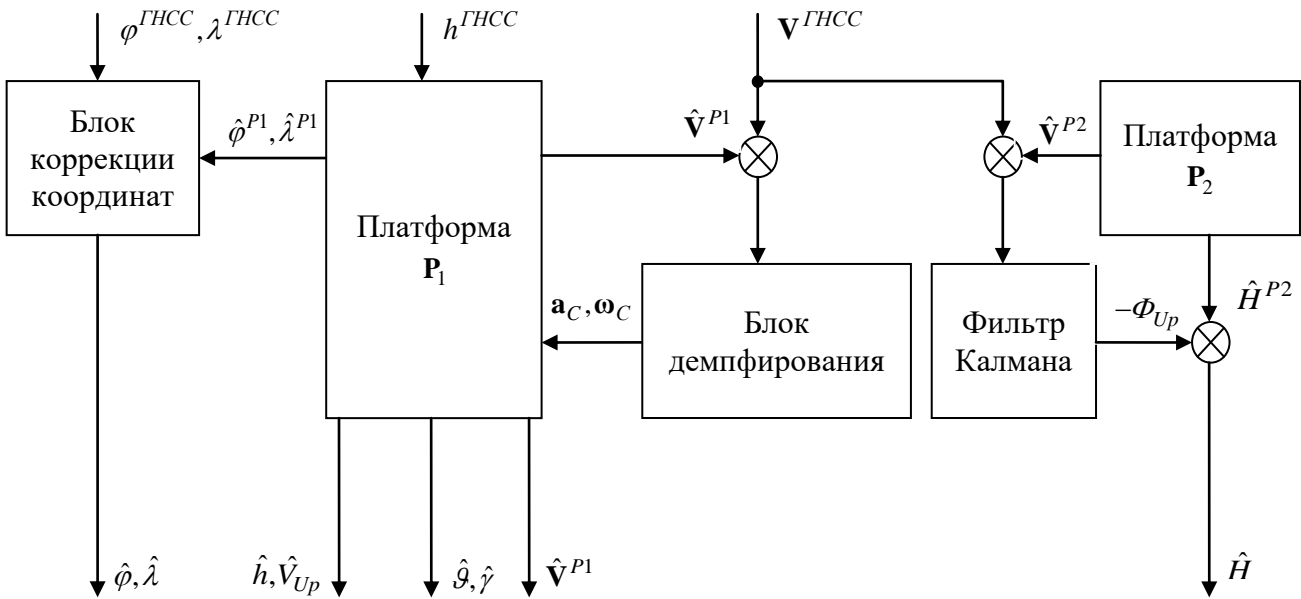 φ^ГНСС, λ^ГНСС
h^ГНСС
V^ГНСС
Блок
коррекции
координат
φ̂^P1, λ̂^P1
Платформа
P₁
V̂^P1
V̂^P2
Платформа
P₂
a_C, ω_C
Блок
демпфирования
Фильтр
Калмана
–Φ_Up
Ĥ^P2
φ̂, λ̂
ĥ, V̂_Up
ϑ̂, γ̂
V̂^P1
Ĥ